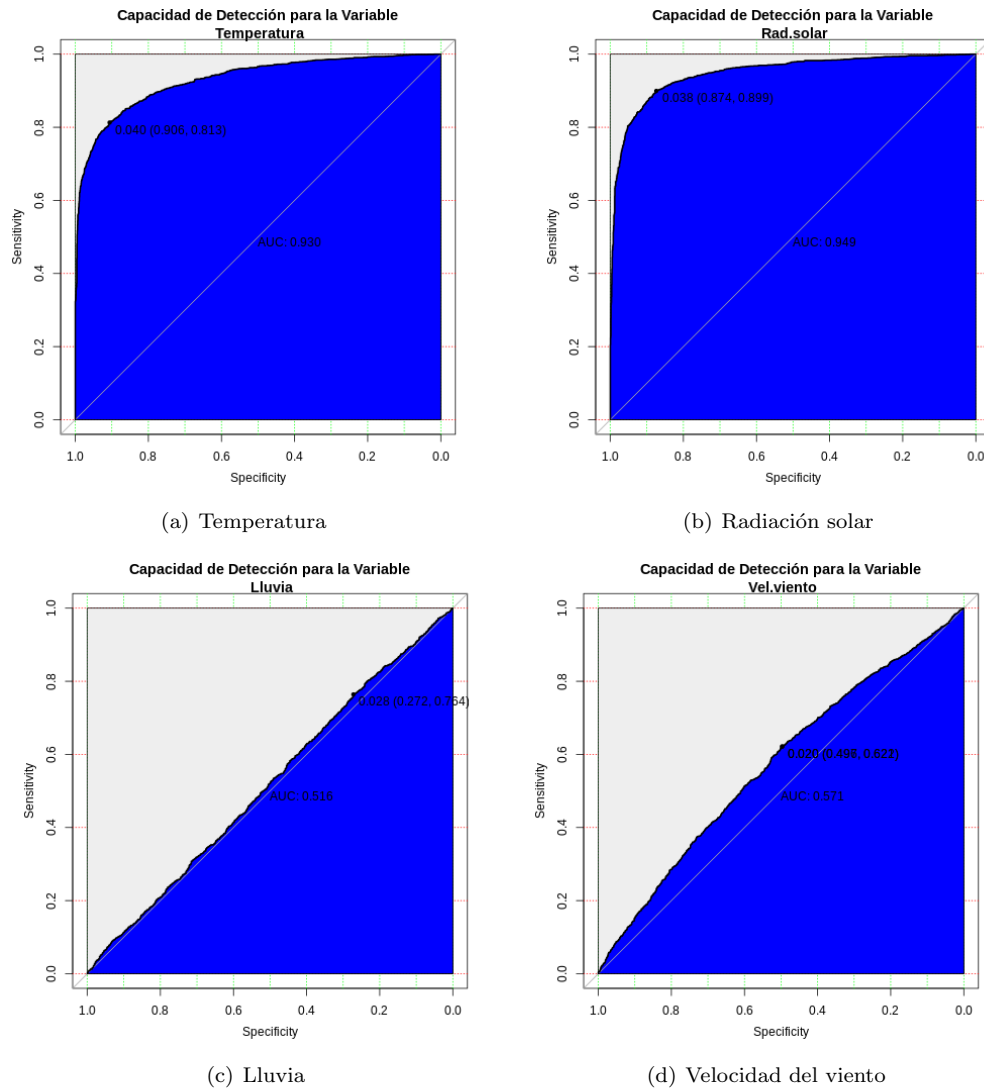 Capacidad de Detección para la Variable
Temperatura
1.0
0.8
0.6
0.4
0.2
0.0
Sensitivity
0.040 (0.906, 0.813)
AUC: 0.930
1.0 0.8 0.6 0.4 0.2 0.0
Specificity
(a) Temperatura
Capacidad de Detección para la Variable
Rad.solar
1.0
0.8
0.6
0.4
0.2
0.0
Sensitivity
0.038 (0.874, 0.899)
AUC: 0.949
1.0 0.8 0.6 0.4 0.2 0.0
Specificity
(b) Radiación solar
Capacidad de Detección para la Variable
Lluvia
1.0
0.8
0.6
0.4
0.2
0.0
Sensitivity
0.028 (0.272, 0.764)
AUC: 0.516
1.0 0.8 0.6 0.4 0.2 0.0
Specificity
(c) Lluvia
Capacidad de Detección para la Variable
Vel.viento
1.0
0.8
0.6
0.4
0.2
0.0
Sensitivity
0.020 (0.498, 0.622)
AUC: 0.571
1.0 0.8 0.6 0.4 0.2 0.0
Specificity
(d) Velocidad del viento